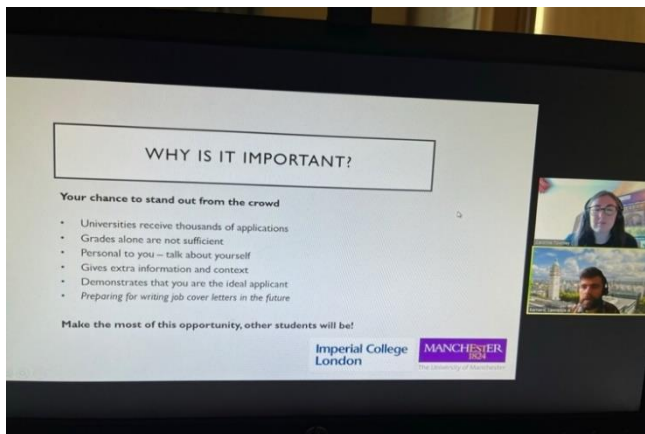 WHY IS IT IMPORTANT?
Your chance to stand out from the crowd
• Universities receive thousands of applications
• Grades alone are not sufficient
• Personal to you – talk about yourself
• Gives extra information and context
• Demonstrates that you are the ideal applicant
• Preparing for writing job cover letters in the future
Make the most of this opportunity, other students will be!
Imperial College
London
MANCHESTER
1824
The University of Manchester